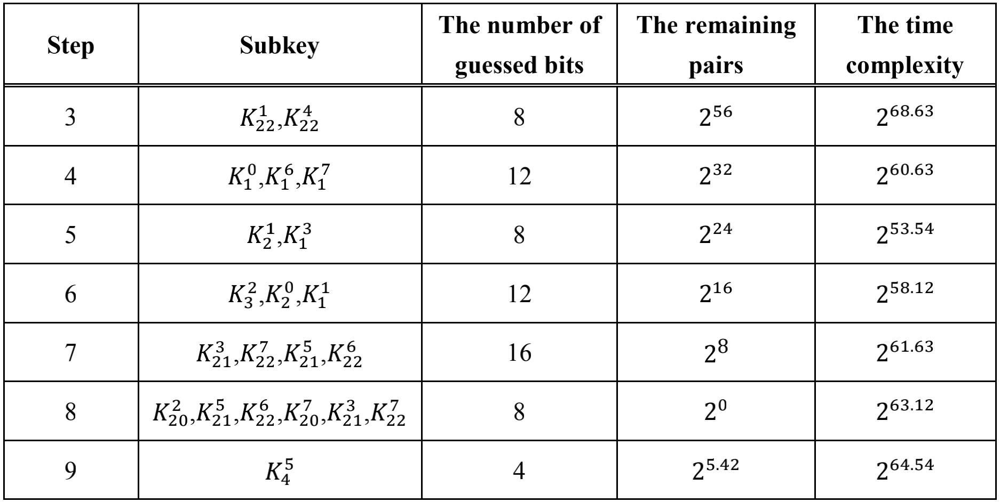 Step Subkey The number of guessed bits The remaining pairs The time complexity
3 $K_{22}^{1}$,$K_{22}^{4}$ 8 $2^{56}$ $2^{68.63}$
4 $K_{1}^{0}$,$K_{1}^{6}$,$K_{1}^{7}$ 12 $2^{32}$ $2^{60.63}$
5 $K_{2}^{1}$,$K_{1}^{3}$ 8 $2^{24}$ $2^{53.54}$
6 $K_{3}^{2}$,$K_{2}^{0}$,$K_{1}^{1}$ 12 $2^{16}$ $2^{58.12}$
7 $K_{21}^{3}$,$K_{22}^{7}$,$K_{21}^{5}$,$K_{22}^{6}$ 16 $2^{8}$ $2^{61.63}$
8 $K_{20}^{2}$,$K_{21}^{5}$,$K_{22}^{6}$,$K_{20}^{7}$,$K_{21}^{3}$,$K_{22}^{7}$ 8 $2^{0}$ $2^{63.12}$
9 $K_{4}^{5}$ 4 $2^{5.42}$ $2^{64.54}$